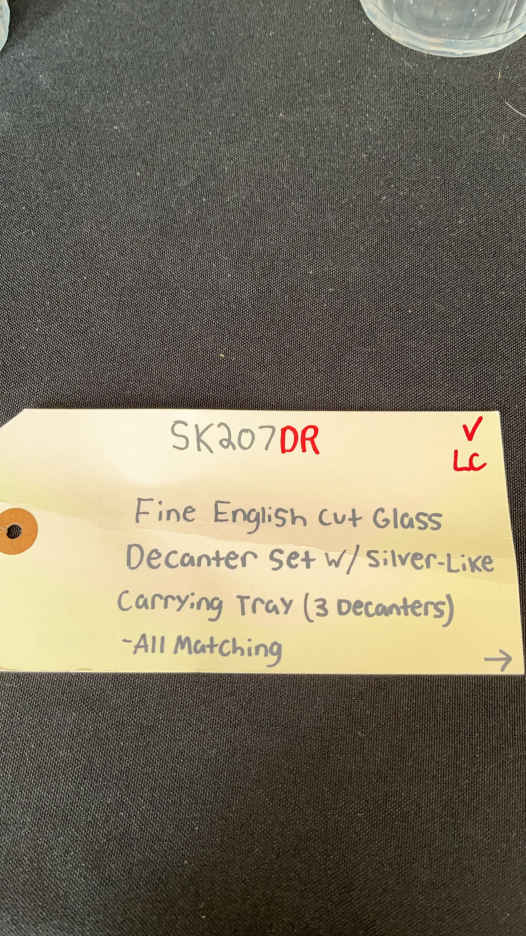 SK207DR
✓
LC
Fine English Cut Glass
Decanter Set W/ Silver-Like
Carrying Tray (3 Decanters)
-All Matching
→